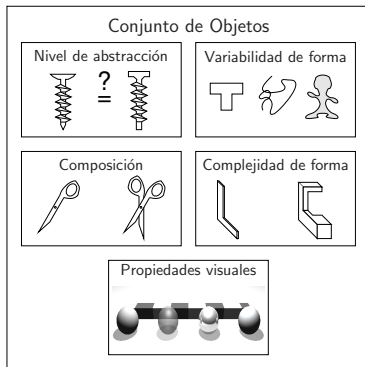 Conjunto de Objetos
Nivel de abstracción
?
=
Variabilidad de forma
Composición
Complejidad de forma
Propiedades visuales